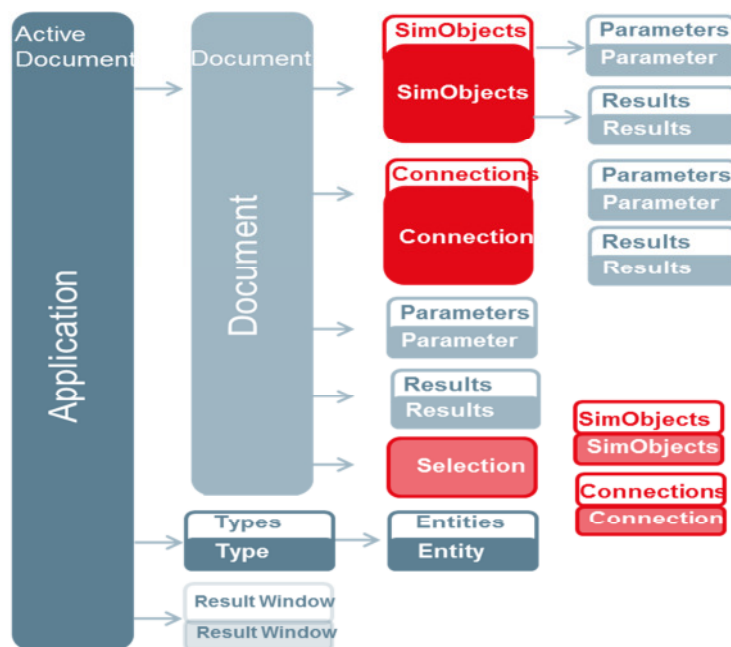 Active
Document
Application
Document
Document
SimObjects
SimObjects
Parameters
Parameter
Results
Results
Connections
Connection
Parameters
Parameter
Results
Results
Parameters
Parameter
Results
Results
Selection
SimObjects
SimObjects
Connections
Connection
Types
Type
Entities
Entity
Result Window
Result Window